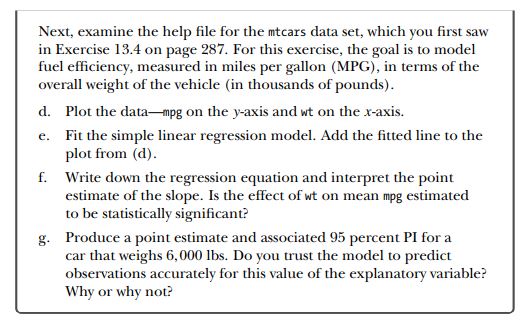 Next, examine the help file for the mtcars data set, which you first saw
in Exercise 13.4 on page 287. For this exercise, the goal is to model
fuel efficiency, measured in miles per gallon (MPG), in terms of the
overall weight of the vehicle (in thousands of pounds).
d. Plot the data—mpg on the y-axis and wt on the x-axis.
e. Fit the simple linear regression model. Add the fitted line to the
plot from (d).
f. Write down the regression equation and interpret the point
estimate of the slope. Is the effect of wt on mean mpg estimated
to be statistically significant?
g. Produce a point estimate and associated 95 percent PI for a
car that weighs 6,000 lbs. Do you trust the model to predict
observations accurately for this value of the explanatory variable?
Why or why not?